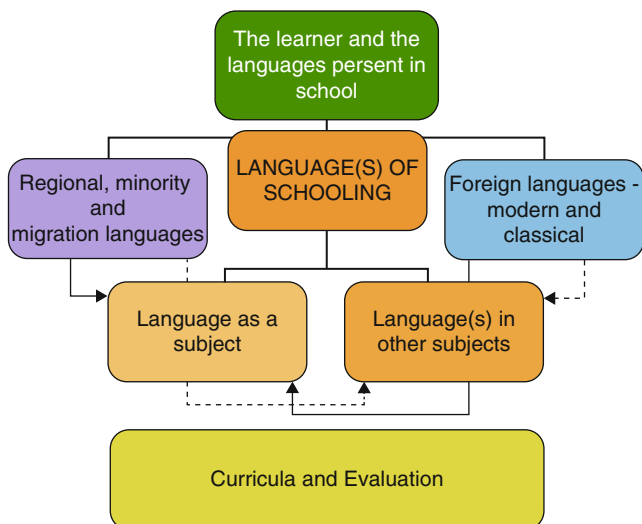 The learner and the
languages persent in
school
LANGUAGE(S) OF
SCHOOLING
Regional, minority
and
migration languages
Foreign languages -
modern and
classical
Language as a
subject
Language(s) in
other subjects
Curricula and Evaluation